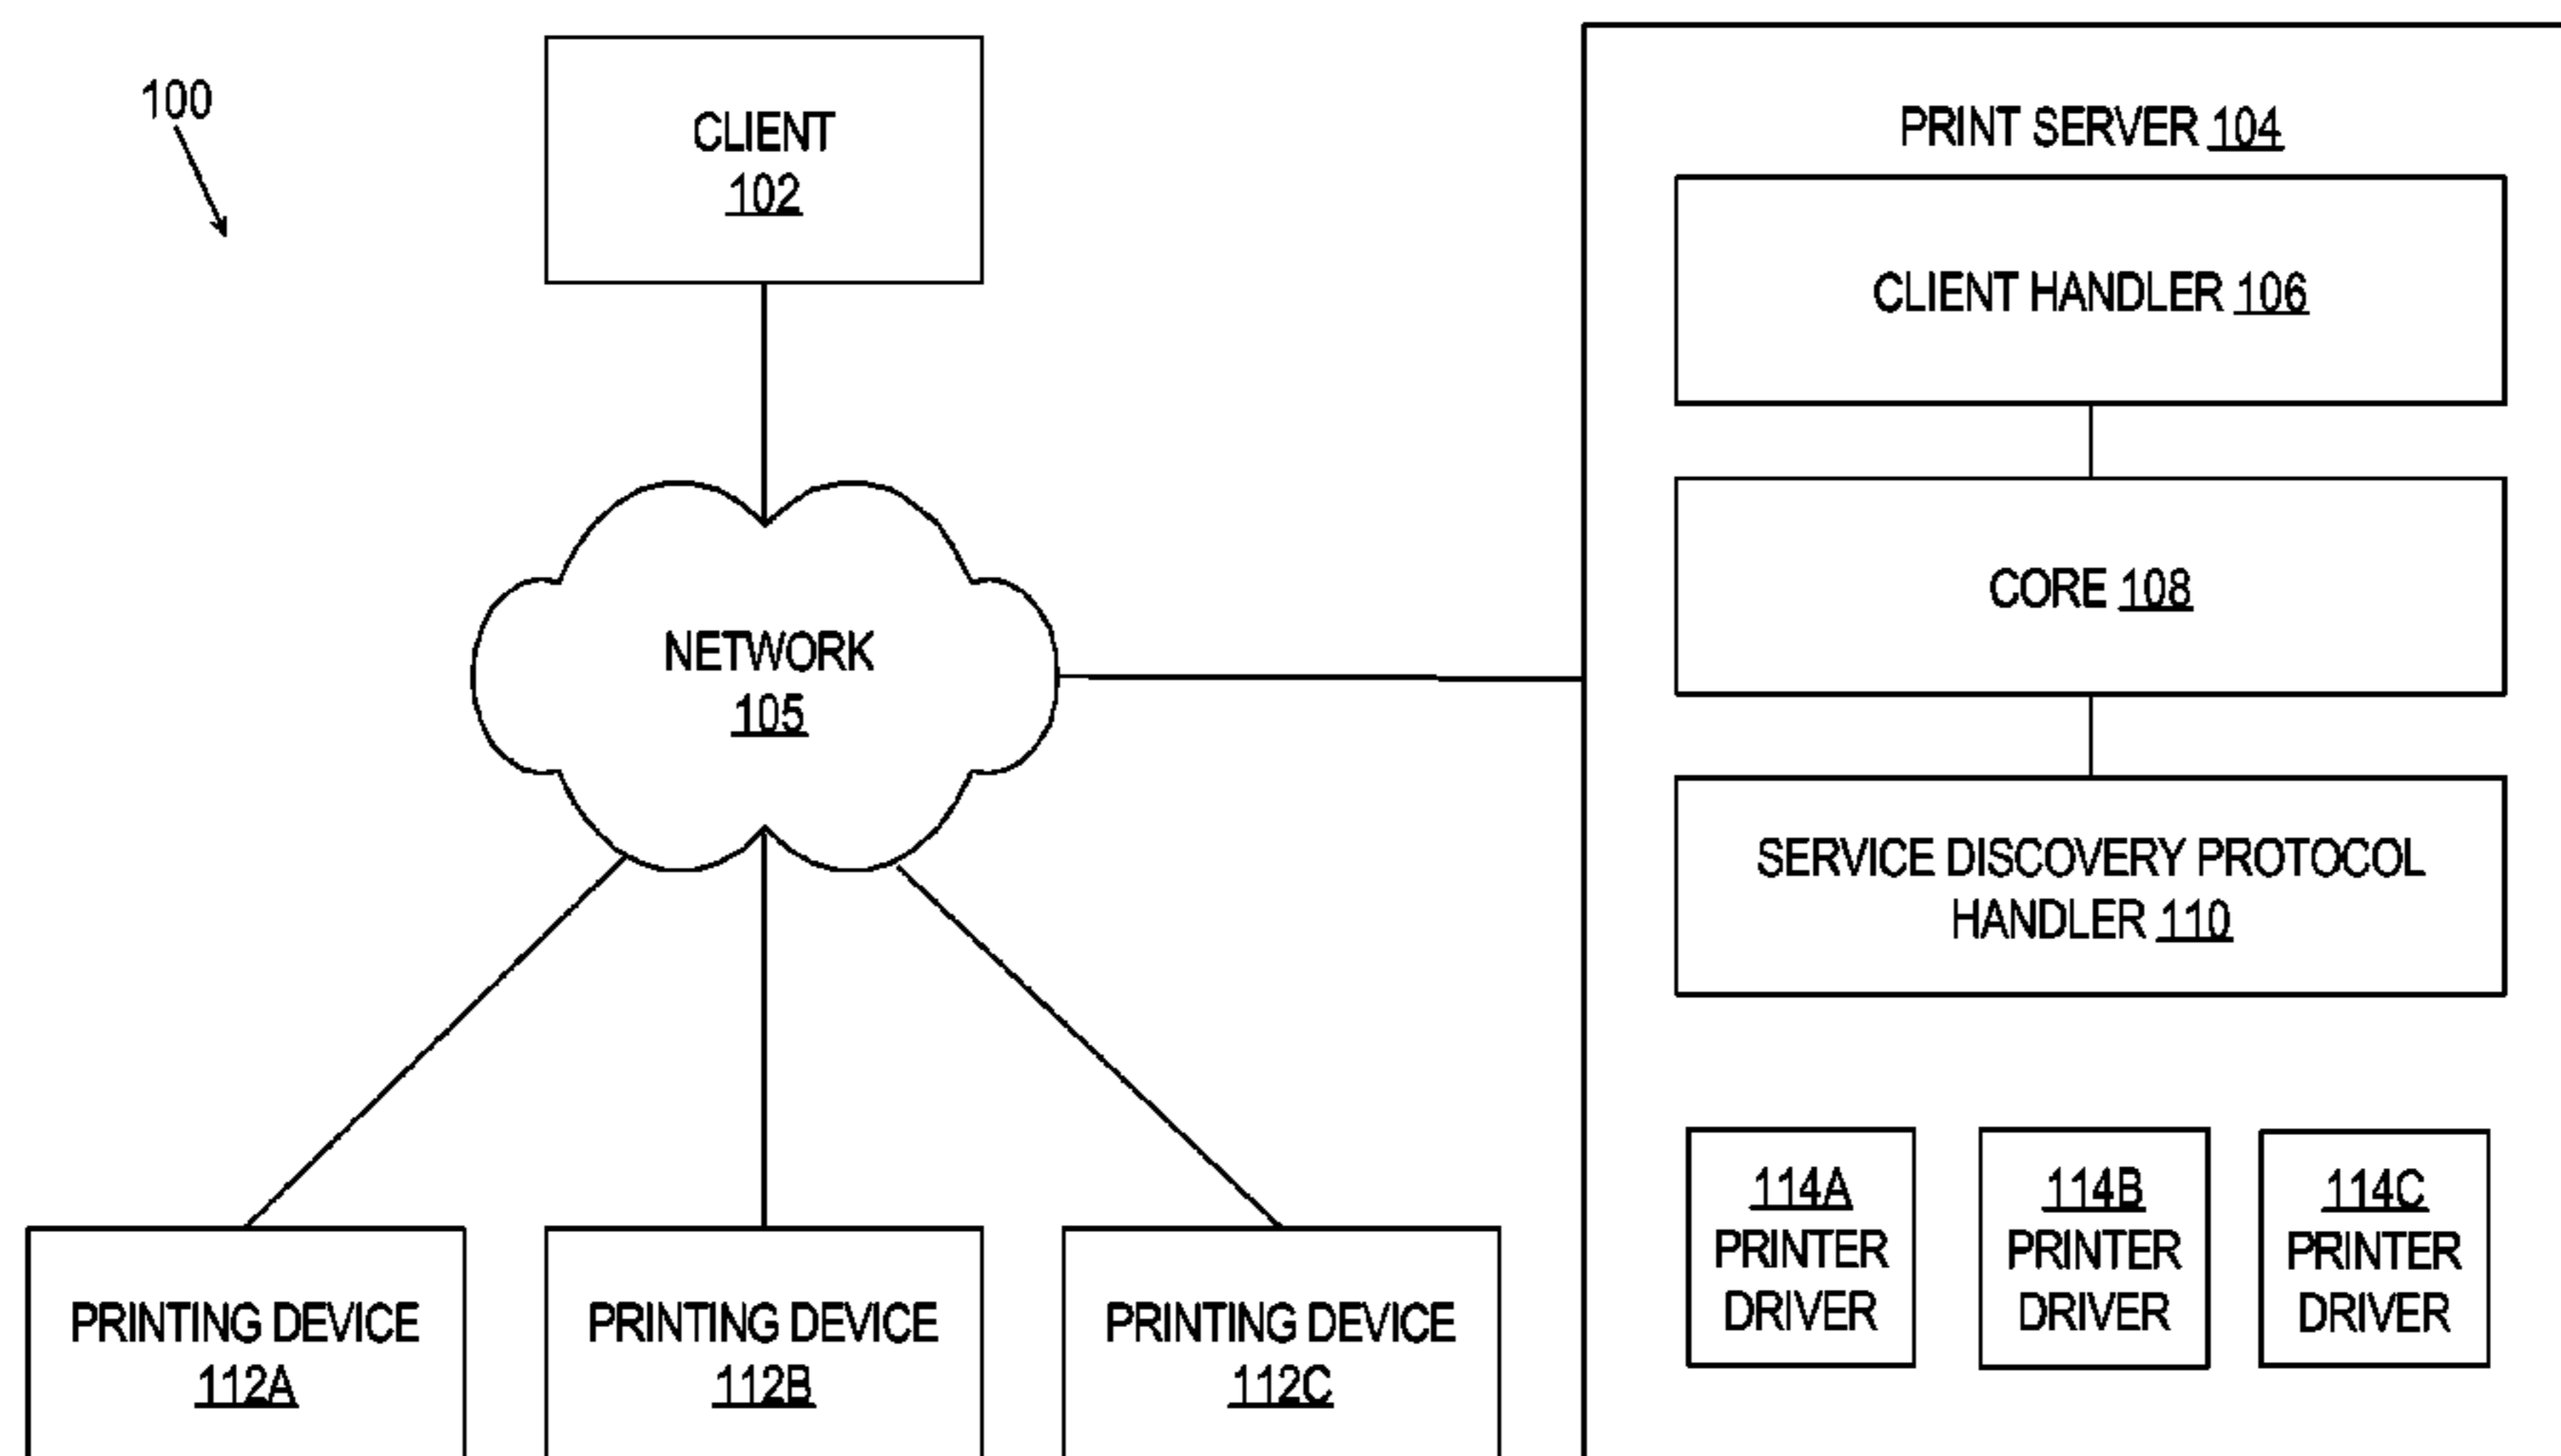 100
CLIENT
102
PRINT SERVER 104
CLIENT HANDLER 106
CORE 108
NETWORK
105
SERVICE DISCOVERY PROTOCOL
HANDLER 110
114A
PRINTER
DRIVER
114B
PRINTER
DRIVER
114C
PRINTER
DRIVER
PRINTING DEVICE
112A
PRINTING DEVICE
112B
PRINTING DEVICE
112C